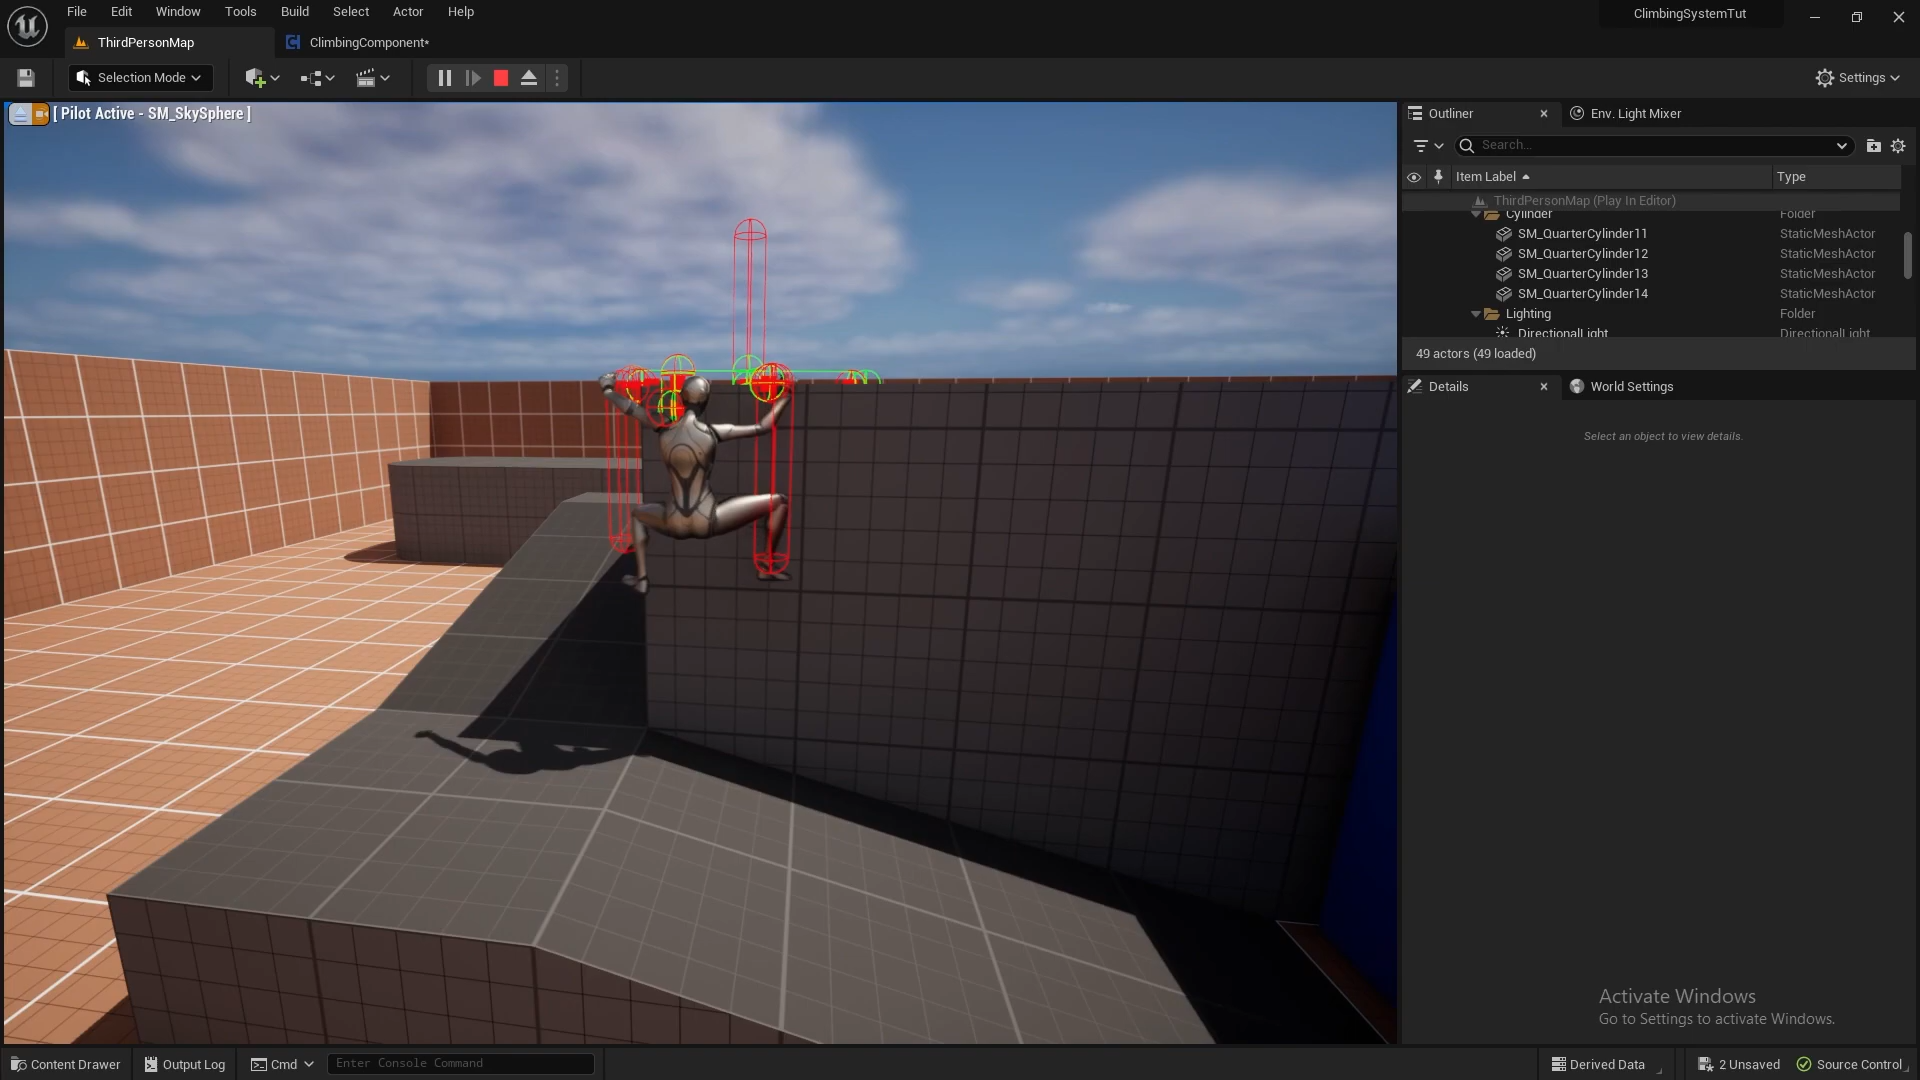 File Edit Window Tools Build Select Actor Help
ClimbingSystemTut
ThirdPersonMap
ClimbingComponent*
Selection Mode
Settings
[ Pilot Active - SM_SkySphere ]
Outliner
Env. Light Mixer
Search...
Item Label
Type
ThirdPersonMap (Play In Editor)
Cylinder Folder
SM_QuarterCylinder11 StaticMeshActor
SM_QuarterCylinder12 StaticMeshActor
SM_QuarterCylinder13 StaticMeshActor
SM_QuarterCylinder14 StaticMeshActor
Lighting Folder
DirectionalLight DirectionalLight
49 actors (49 loaded)
Details
World Settings
Select an object to view details.
Activate Windows
Go to Settings to activate Windows.
Content Drawer
Output Log
Cmd
Enter Console Command
Derived Data
2 Unsaved
Source Control